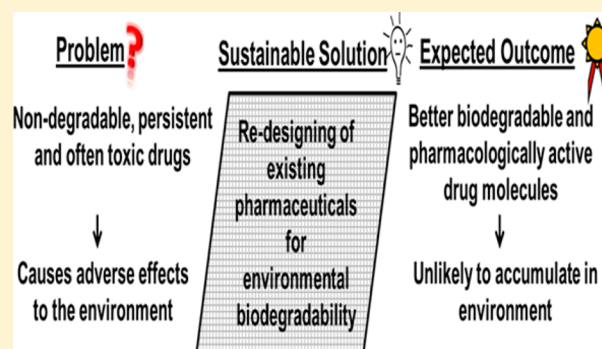 Problem?
Non-degradable, persistent
and often toxic drugs
Causes adverse effects
to the environment
Sustainable Solution
Re-designing of
existing
pharmaceuticals
for
environmental
biodegradability
Expected Outcome
Better biodegradable and
pharmacologically active
drug molecules
Unlikely to accumulate in
environment